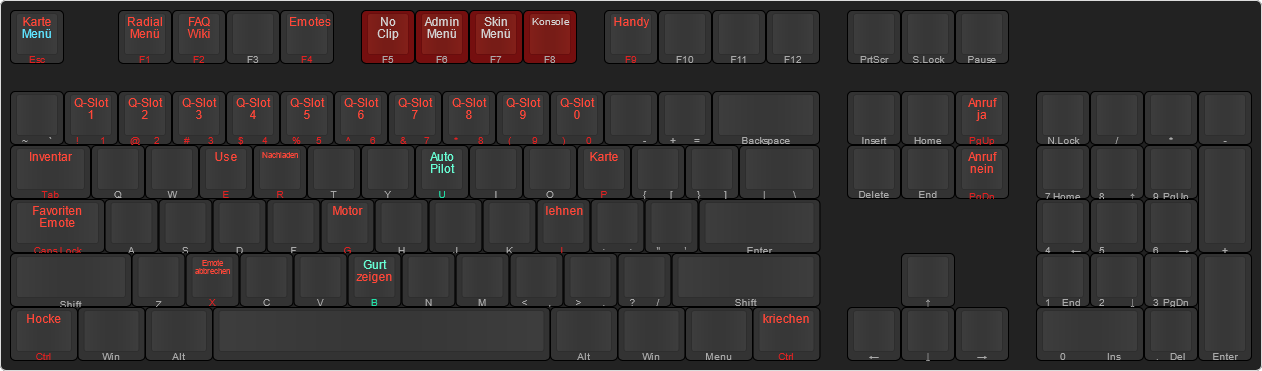 Karte Radial FAQ Emotes No Admin Skin Konsole Handy
Menü Menü Wiki Clip Menü Menü
Esc F1 F2 F3 F4 F5 F6 F7 F8 F9 F10 F11 F12 PrtScr S.Lock Pause
Q-Slot Q-Slot Q-Slot Q-Slot Q-Slot Q-Slot Q-Slot Q-Slot Q-Slot Q-Slot Anruf
1 2 3 4 5 6 7 8 9 0 ja
~ ` ! 1 @ 2 # 3 $ 4 % 5 ^ 6 & 7 * 8 ( 9 ) 0 _ - + = Backspace Insert Home PgUp N.Lock / * -
Inventar Use Nachladen Auto Karte Anruf
Pilot nein
Tab Q W E R T Y U I O P { [ } ] | \ Delete End PgDn 7 Home 8 ↑ 9 PgUp
Favoriten Motor lehnen
Emote
Caps Lock A S D F G H J K L : ; " ' Enter 4 ← 5 6 → +
Emote Gurt
abbrechen zeigen
Shift Z X C V B N M < , > . ? / Shift ↑ 1 End 2 ↓ 3 PgDn
Hocke kriechen
Ctrl Win Alt Alt Win Menu Ctrl ← ↓ → 0 Ins . Del Enter